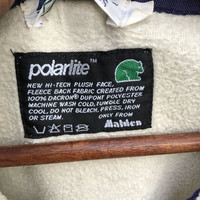 polarlite™
NEW HI-TECH PLUSH FACE,
FLEECE BACK FABRIC CREATED FROM
100% DACRON® DUPONT POLYESTER
MACHINE WASH COLD, TUMBLE DRY
COOL, DO NOT BLEACH, PRESS, IRON
OR STEAM.
ONLY FROM
Malden